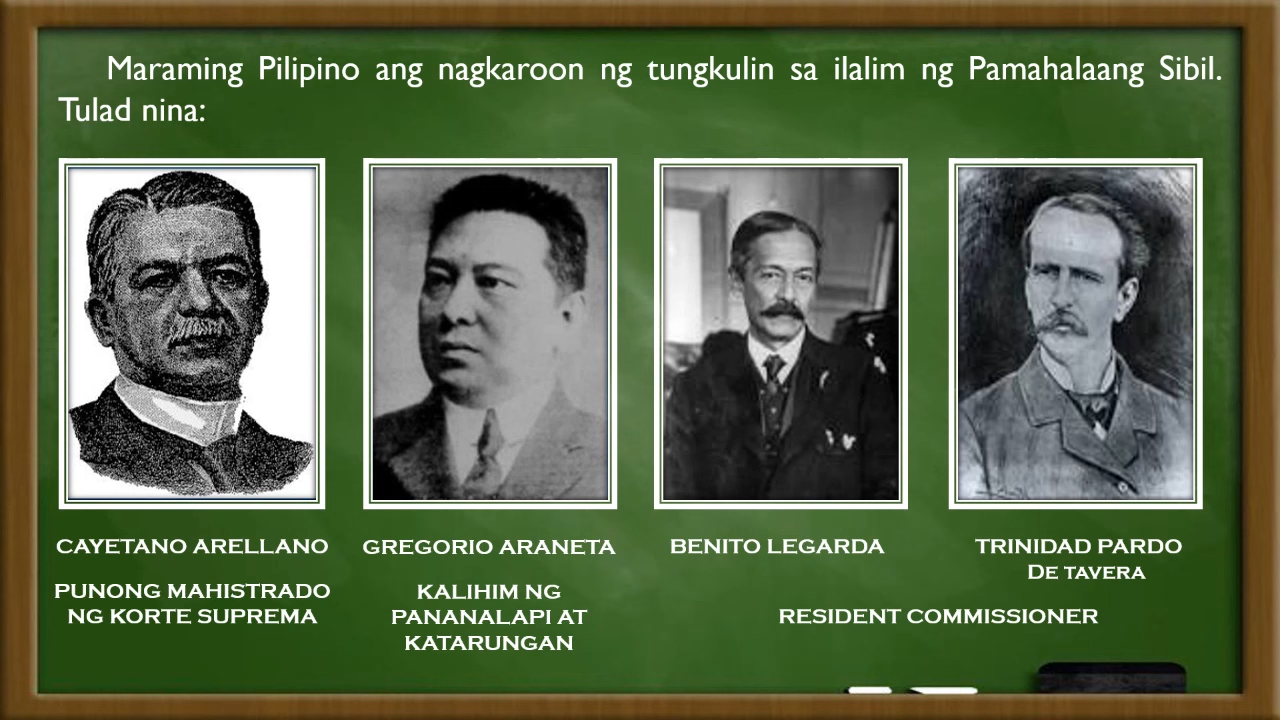 Maraming Pilipino ang nagkaroon ng tungkulin sa ilalim ng Pamahalaang Sibil.
Tulad nina:
CAYETANO ARELLANO
PUNONG MAHISTRADO
NG KORTE SUPREMA
GREGORIO ARANETA
KALIHIM NG
PANANALAPI AT
KATARUNGAN
BENITO LEGARDA
TRINIDAD PARDO
De TAVERA
RESIDENT COMMISSIONER